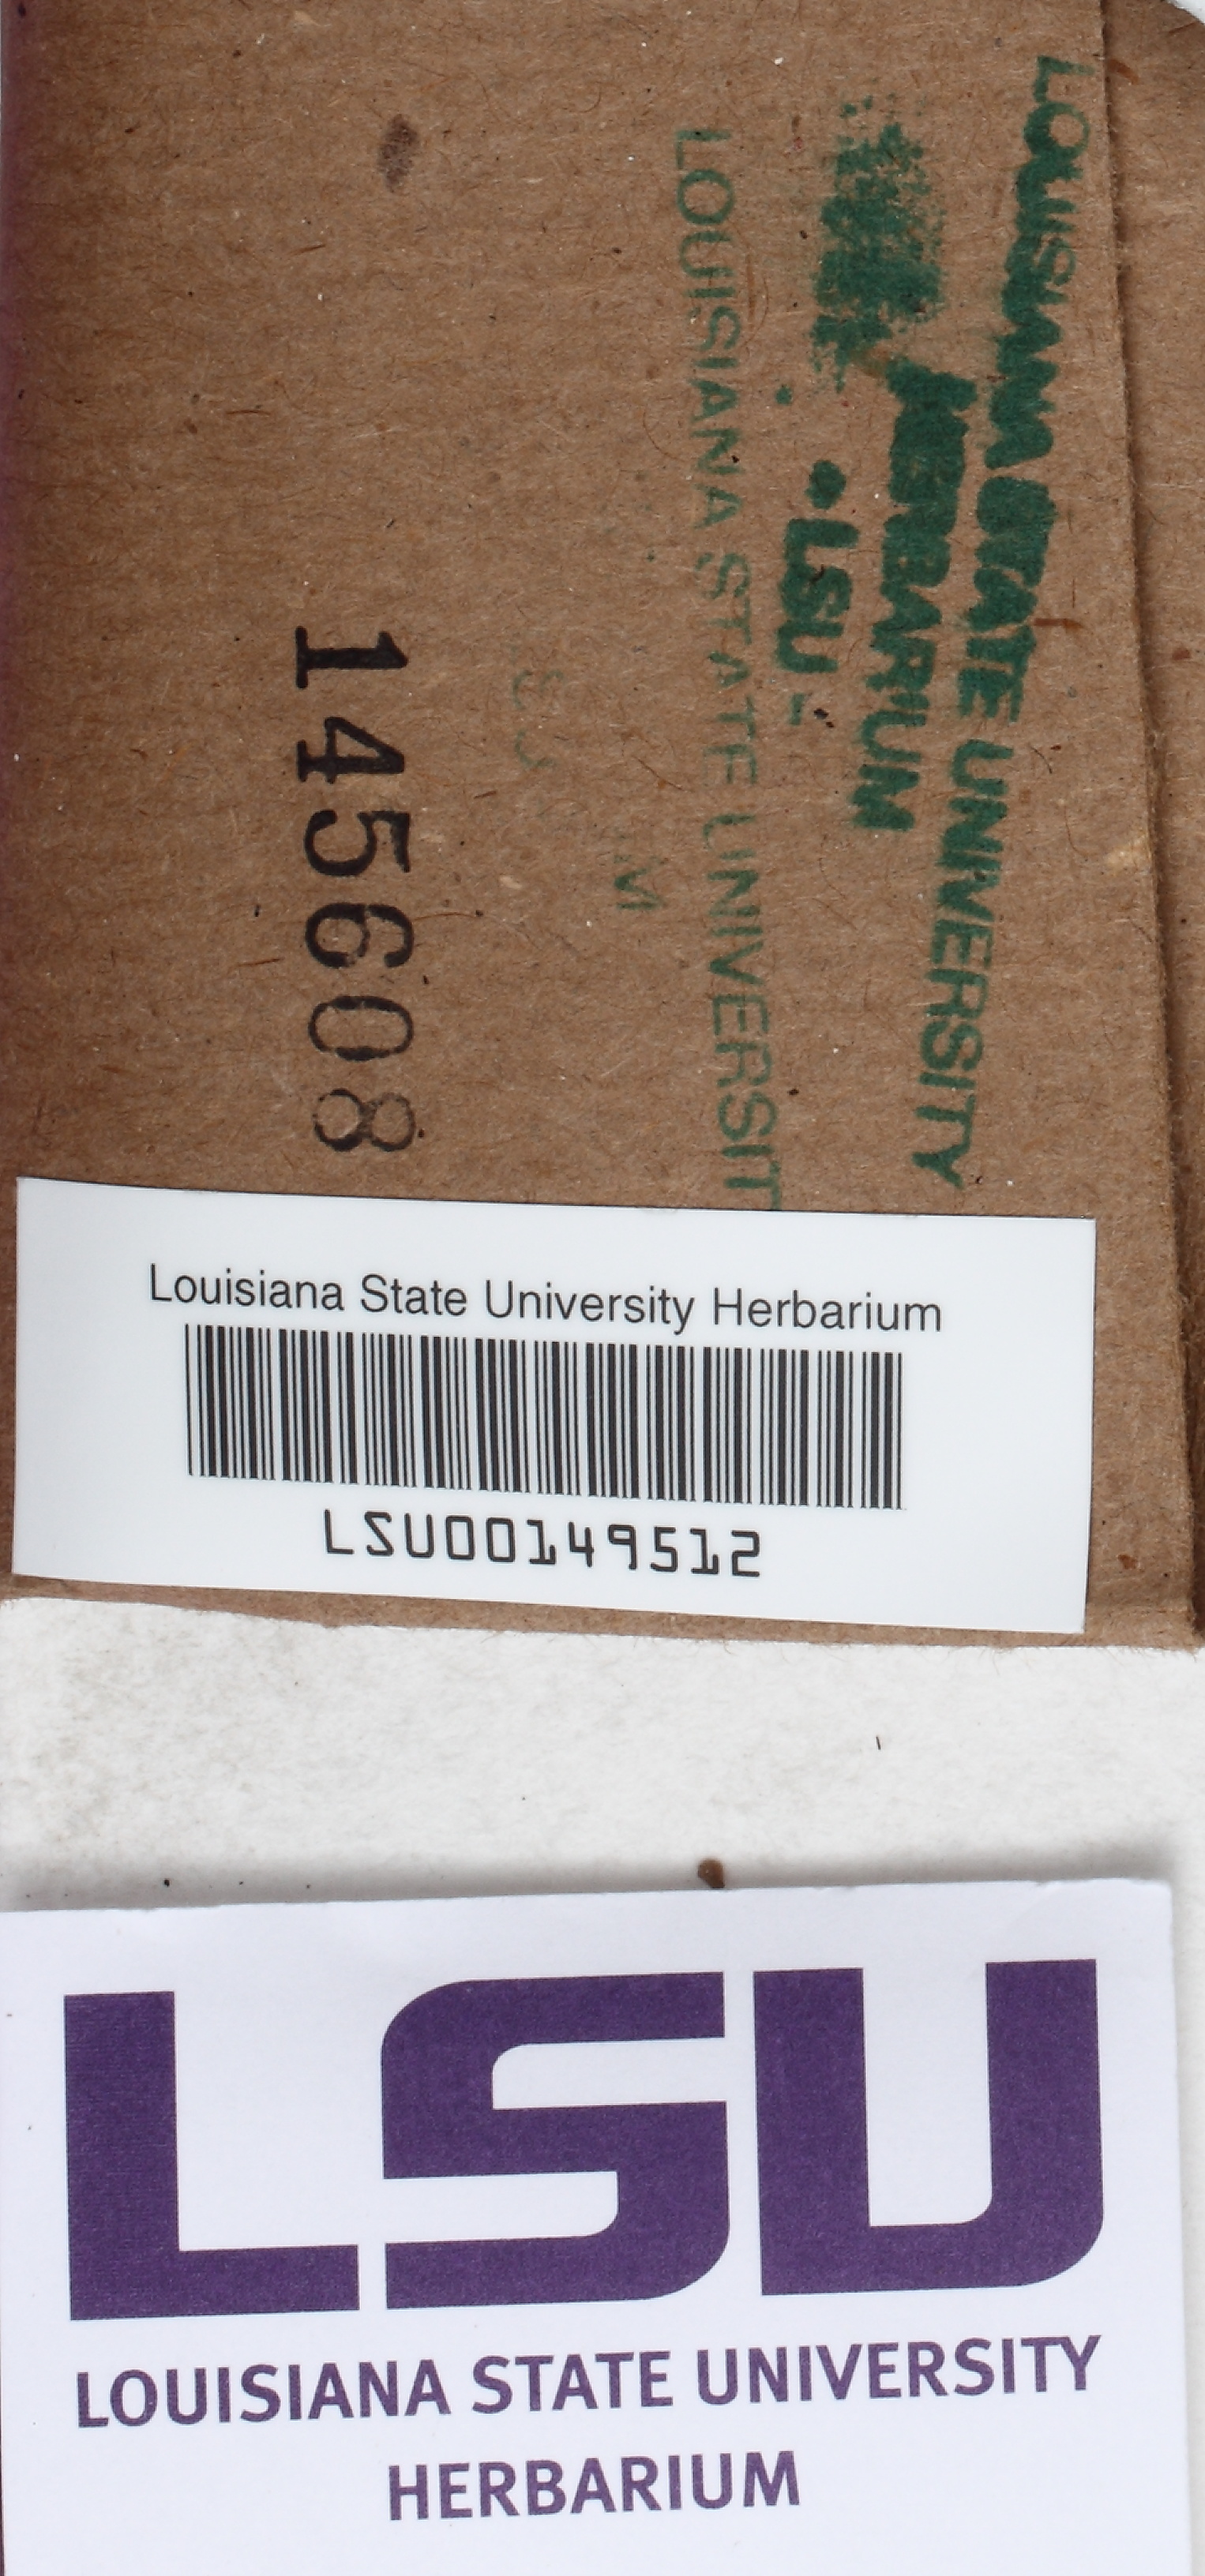 LOUISIANA STATE UNIVERSITY
HERBARIUM
LSU
LOUISIANA STATE UNIVERSIT
M
SU
145608
Louisiana State University Herbarium
LSU00149512
LSU
LOUISIANA STATE UNIVERSITY
HERBARIUM